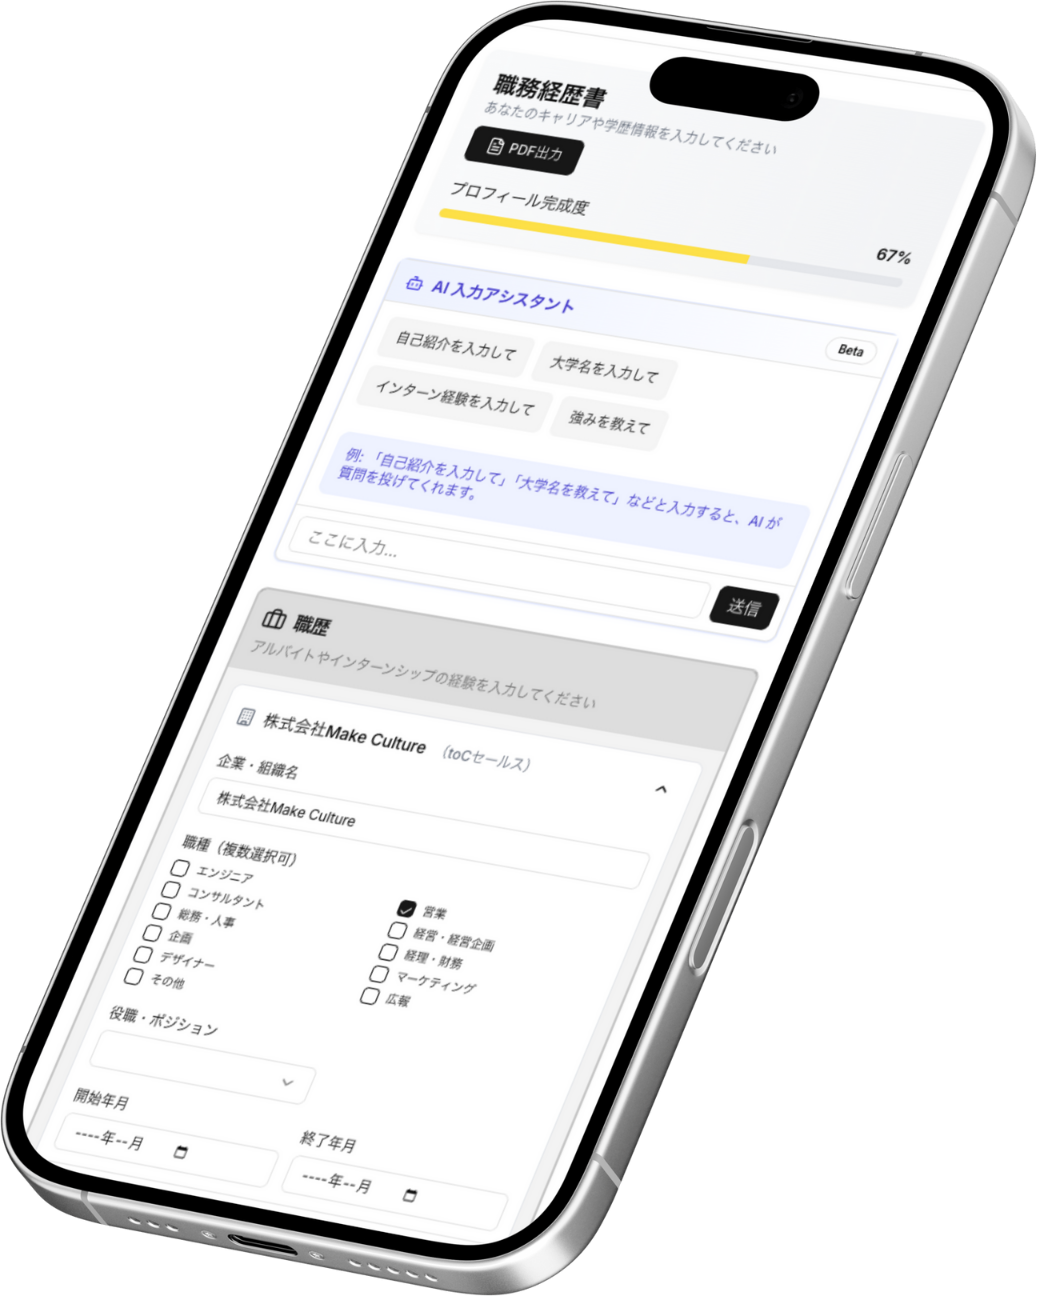 職務経歴書
あなたのキャリアや学歴情報を入力してください
PDF出力
プロフィール完成度
67%
AI 入力アシスタント
Beta
自己紹介を入力して
大学名を入力して
インターン経験を入力して
強みを教えて
例: 「自己紹介を入力して」「大学名を教えて」などと入力すると、AI が
質問を投げてくれます。
ここに入力...
送信
職歴
アルバイトやインターンシップの経験を入力してください
株式会社Make Culture （toCセールス）
企業・組織名
株式会社Make Culture
職種（複数選択可）
エンジニア
営業
コンサルタント
経営・経営企画
総務・人事
経理・財務
企画
マーケティング
デザイナー
広報
その他
役職・ポジション
開始年月
終了年月
----年--月
----年--月